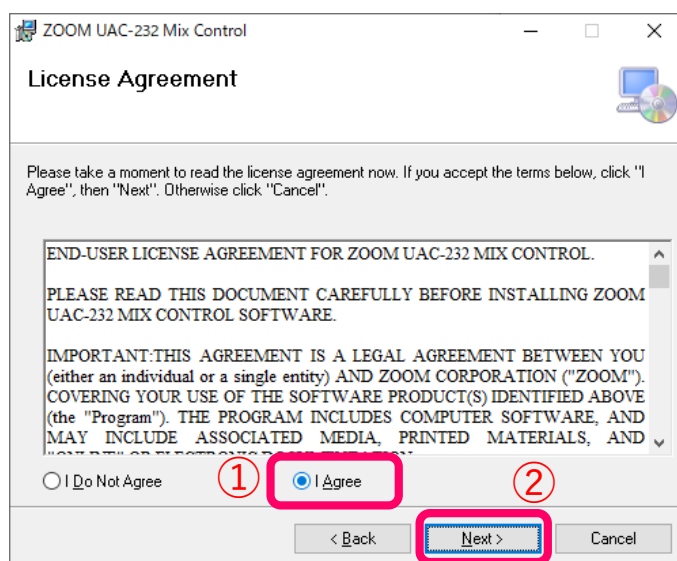 ZOOM UAC-232 Mix Control
License Agreement
Please take a moment to read the license agreement now. If you accept the terms below, click "I
Agree", then "Next". Otherwise click "Cancel".
END-USER LICENSE AGREEMENT FOR ZOOM UAC-232 MIX CONTROL.
PLEASE READ THIS DOCUMENT CAREFULLY BEFORE INSTALLING ZOOM
UAC-232 MIX CONTROL SOFTWARE.
IMPORTANT:THIS AGREEMENT IS A LEGAL AGREEMENT BETWEEN YOU
(either an individual or a single entity) AND ZOOM CORPORATION ("ZOOM").
COVERING YOUR USE OF THE SOFTWARE PRODUCT(S) IDENTIFIED ABOVE
(the "Program"). THE PROGRAM INCLUDES COMPUTER SOFTWARE, AND
MAY INCLUDE ASSOCIATED MEDIA, PRINTED MATERIALS, AND
I Do Not Agree ① I Agree ②
< Back Next > Cancel